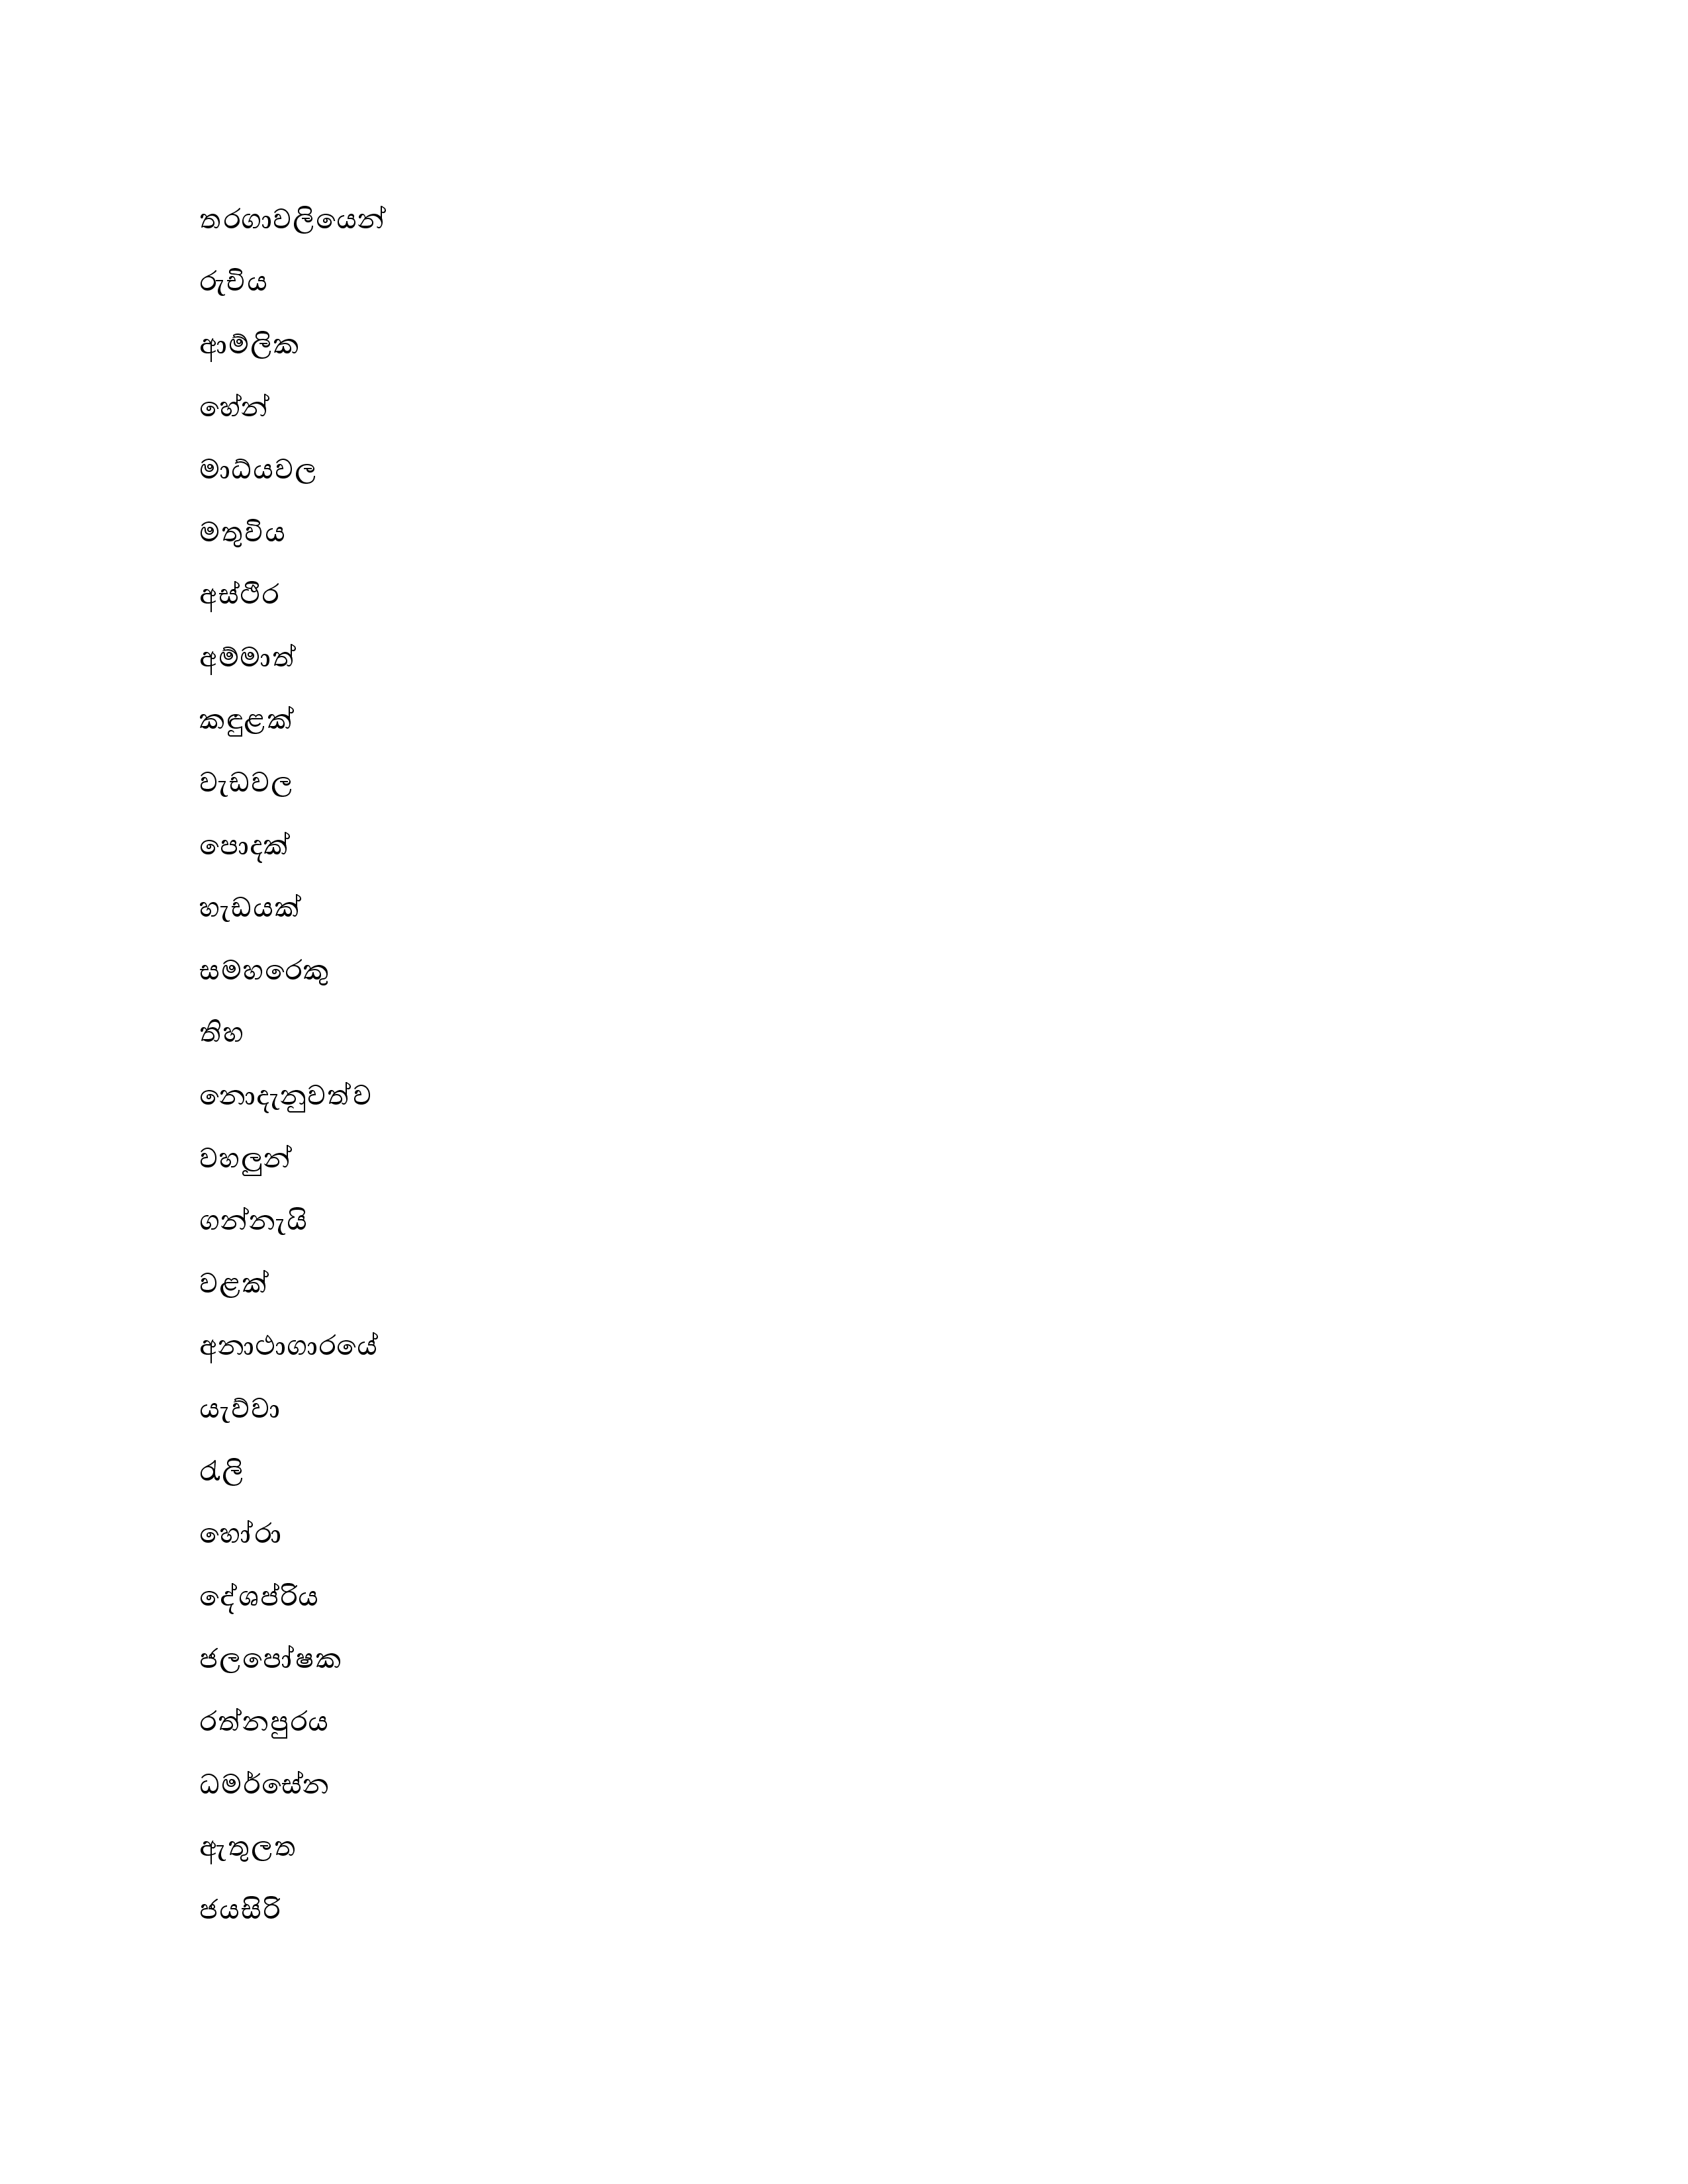 තරගාවලියෙන්
රුචිය
ආම්ලික
හේන්
මාධ්යවල
මතුවිය
අස්ථිර
අම්මාත්
කඳුළක්
වැඩවල
පොදක්
හැඩයක්
සමහරෙකු
තිහ
නොදැනුවත්ව
වහලුන්
ගන්නැයි
වළක්
අනාථාගාරයේ
යැව්වා
රැලි
හෝරා
දේශප්රිය
ජලපෝෂක
රත්නපුරය
ධමර්සේන
ඇතුලත
ජයසිරි